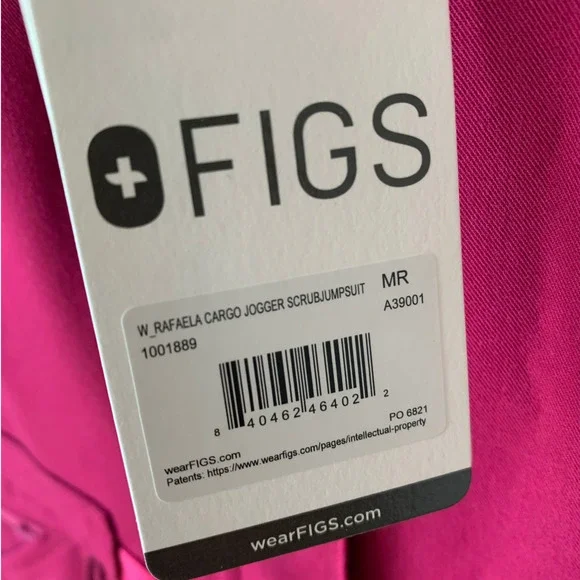 FIGS
W_RAFAELA CARGO JOGGER SCRUBJUMPSUIT MR
1001889 A39001
8 40462 46402 2
PO 6821
wearFIGS.com
Patents: https://www.wearfigs.com/pages/intellectual-property
wearFIGS.com